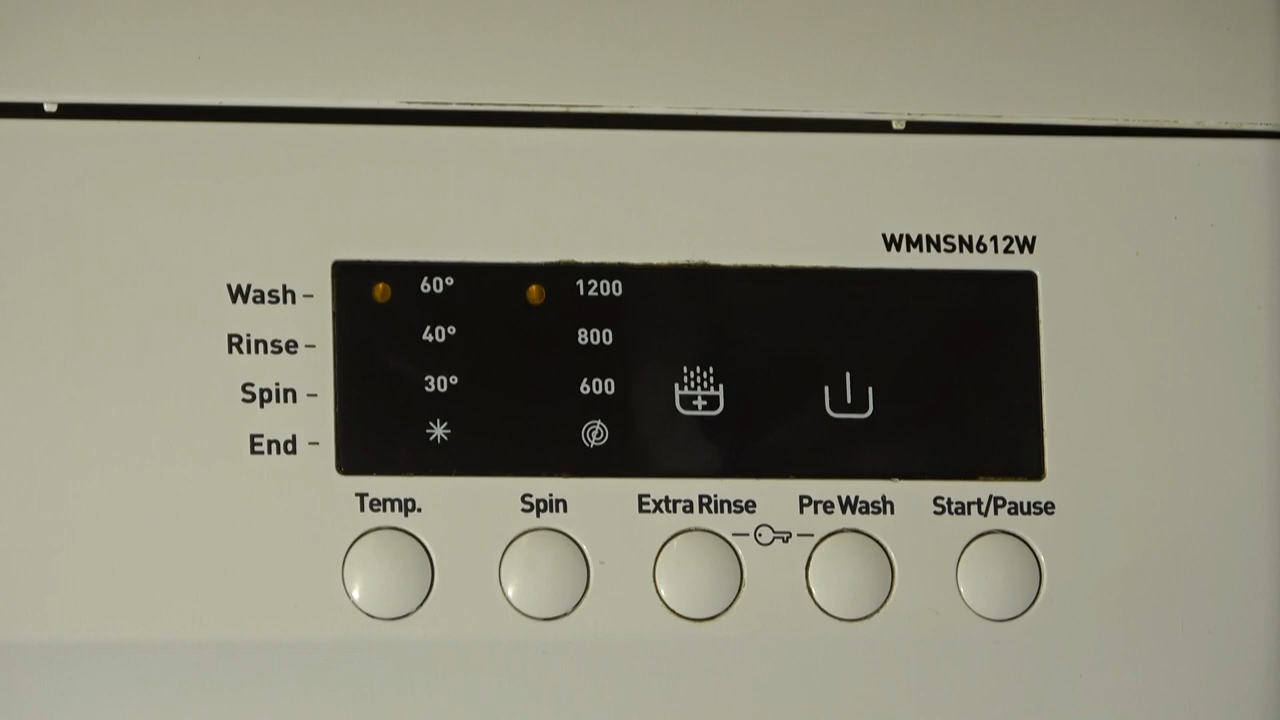 WMNSN612W
Wash
60°
1200
Rinse
40°
800
Spin
30°
600
End
Temp.
Spin
Extra Rinse
Pre Wash
Start/Pause